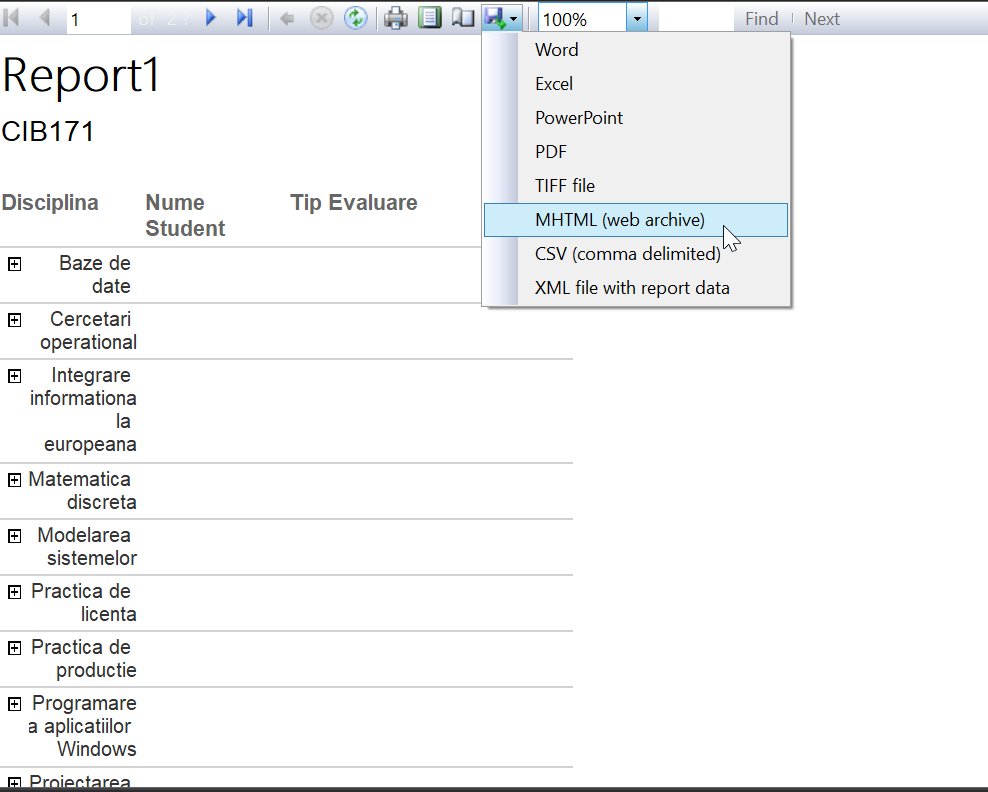 1 of 2 ? 100% Find Next
Word
Excel
PowerPoint
PDF
TIFF file
MHTML (web archive)
CSV (comma delimited)
XML file with report data
Report1
CIB171
Disciplina Nume Tip Evaluare
Student
Baze de
date
Cercetari
operational
Integrare
informationa
la
europeana
Matematica
discreta
Modelarea
sistemelor
Practica de
licenta
Practica de
productie
Programare
a aplicatiilor
Windows
Proiectarea